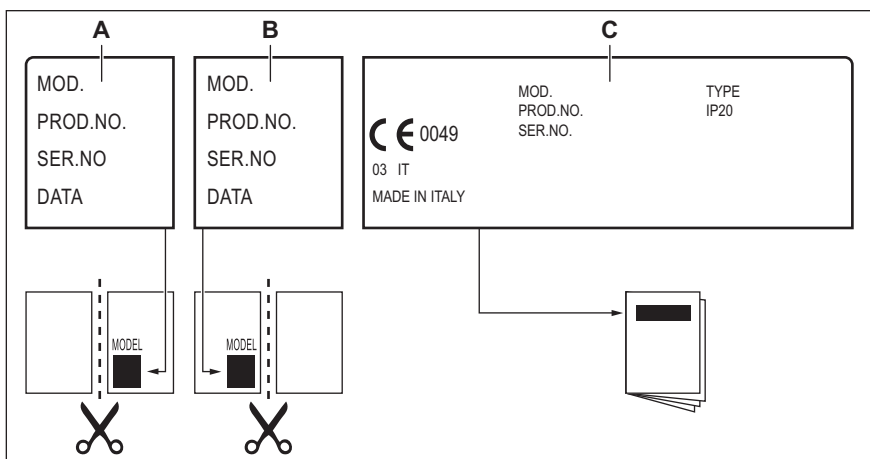 A
B
C
MOD.
PROD.NO.
SER.NO
DATA
MOD.
PROD.NO.
SER.NO
DATA
MOD.
PROD.NO.
SER.NO.
TYPE
IP20
CE 0049
03 IT
MADE IN ITALY
MODEL
MODEL